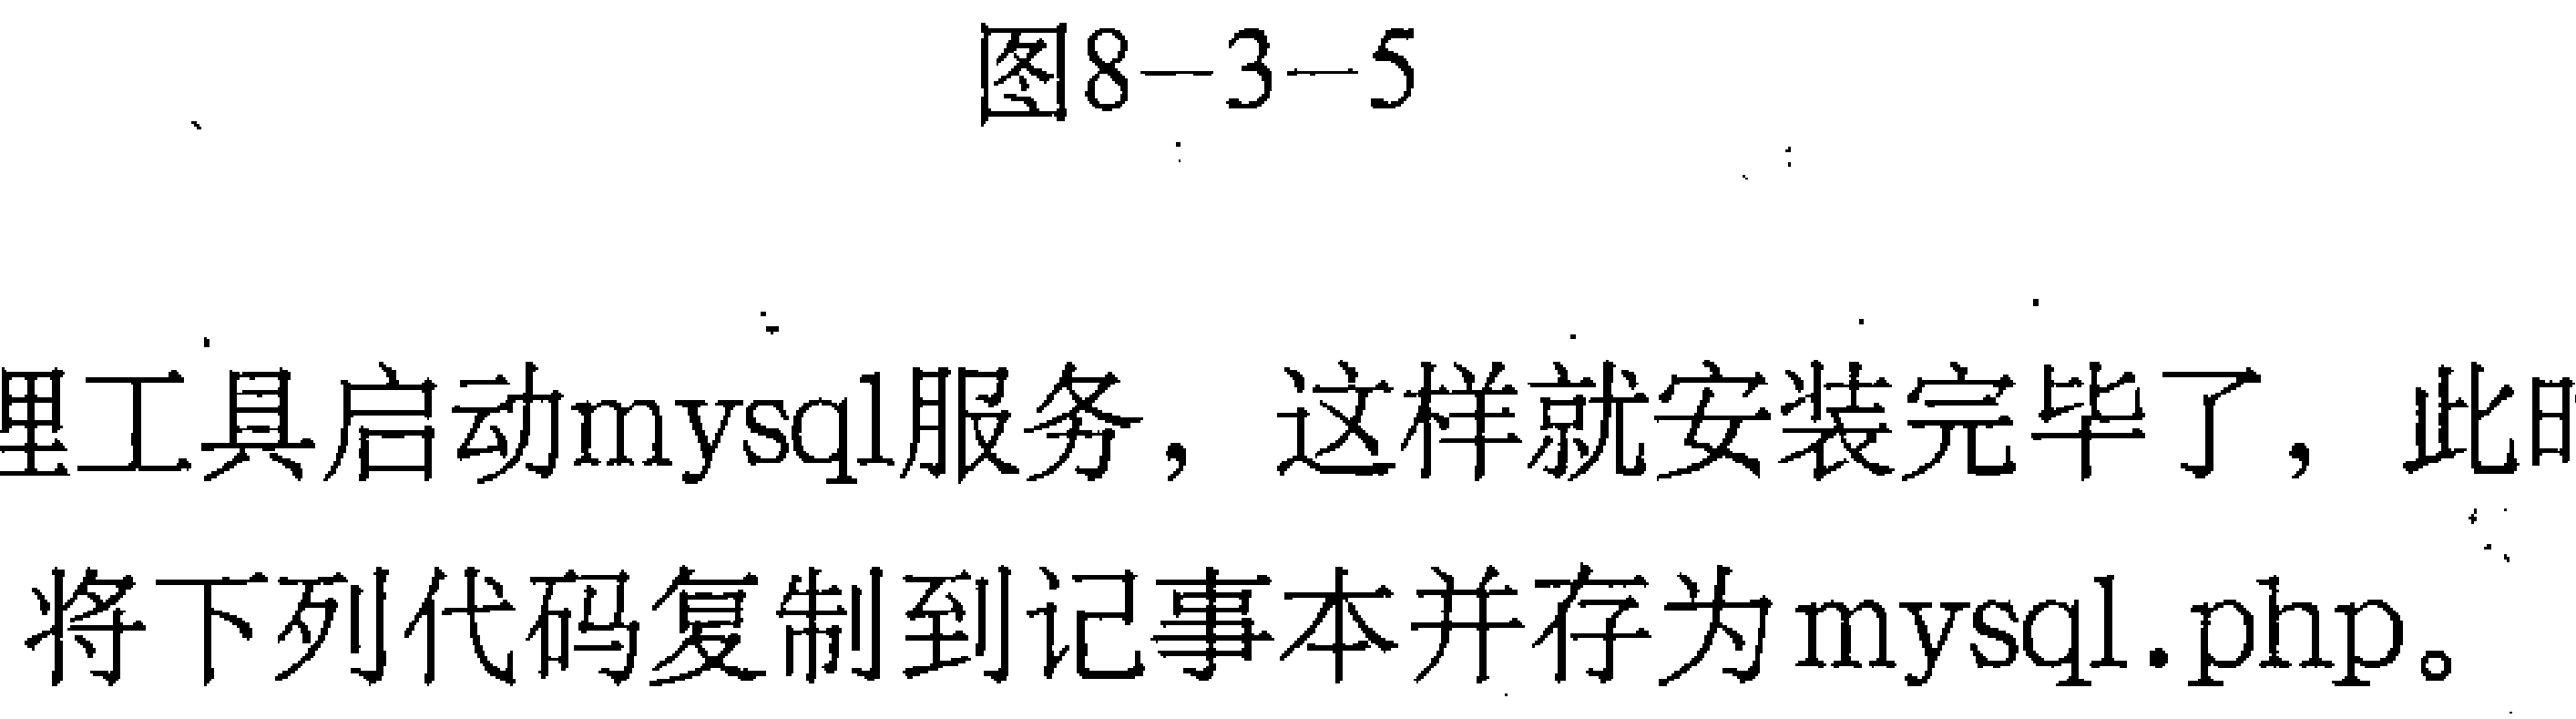 图8—3—5
理工具启动mysql服务，这样就安装完毕了，此时
将下列代码复制到记事本并存为mysql.php。